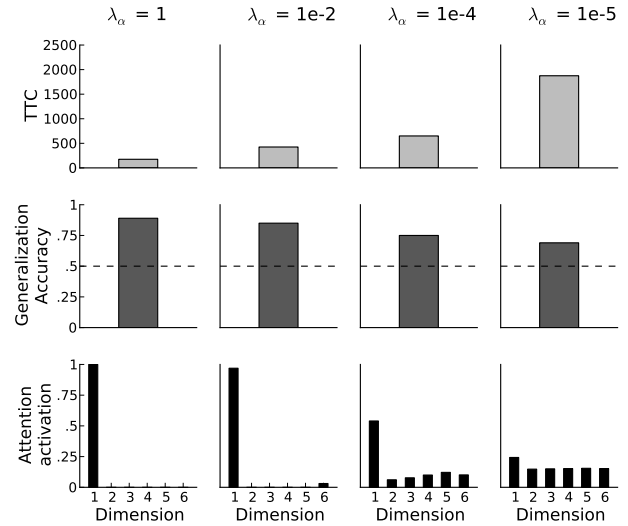 λα = 1 λα = 1e-2 λα = 1e-4 λα = 1e-5
TTC
2500
2000
1500
1000
500
0
Generalization
Accuracy
1
.75
.5
.25
0
Attention
activation
1
.75
.5
.25
0
1 2 3 4 5 6 1 2 3 4 5 6 1 2 3 4 5 6 1 2 3 4 5 6
Dimension Dimension Dimension Dimension